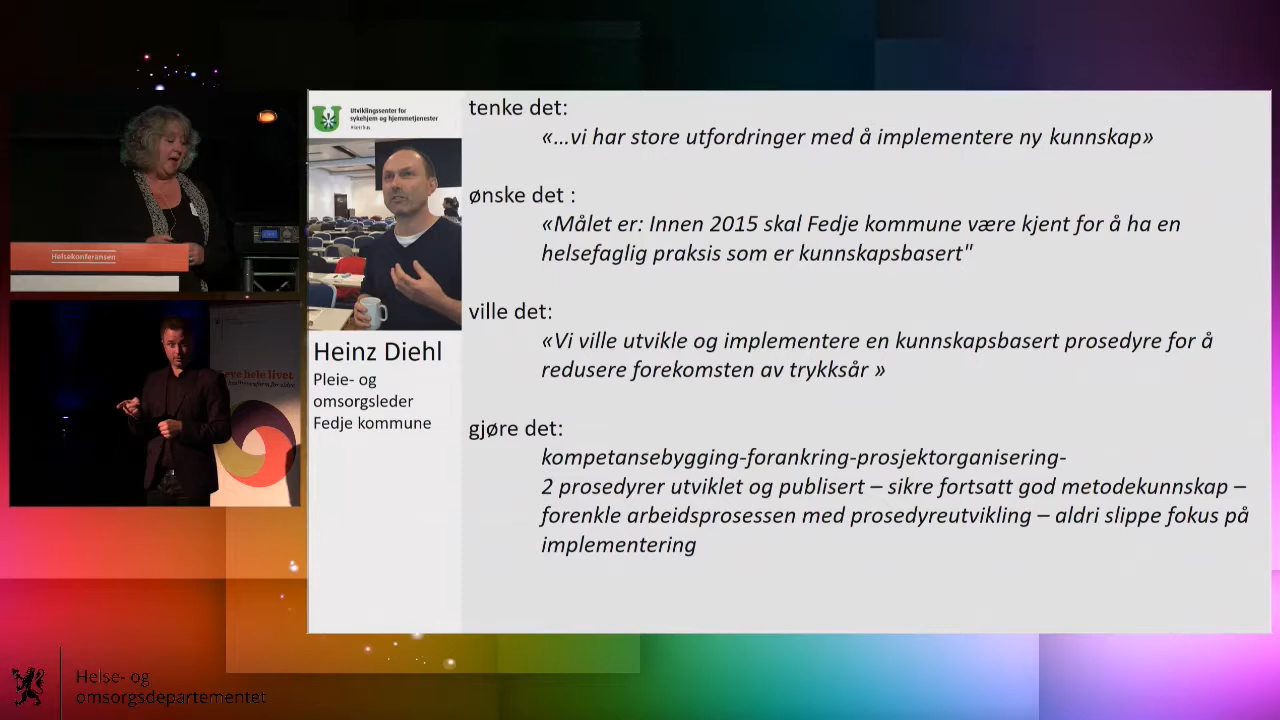 Helsekonferansen
Leve hele livet
Utviklingssenter for
sykehjem og hjemmetjenester
Heinz Diehl
Pleie- og
omsorgsleder
Fedje kommune
tenke det:
«…vi har store utfordringer med å implementere ny kunnskap»
ønske det :
«Målet er: Innen 2015 skal Fedje kommune være kjent for å ha en
helsefaglig praksis som er kunnskapsbasert"
ville det:
«Vi ville utvikle og implementere en kunnskapsbasert prosedyre for å
redusere forekomsten av trykksår »
gjøre det:
kompetansebygging-forankring-prosjektorganisering-
2 prosedyrer utviklet og publisert – sikre fortsatt god metodekunnskap –
forenkle arbeidsprosessen med prosedyreutvikling – aldri slippe fokus på
implementering
Helse- og
omsorgsdepartementet